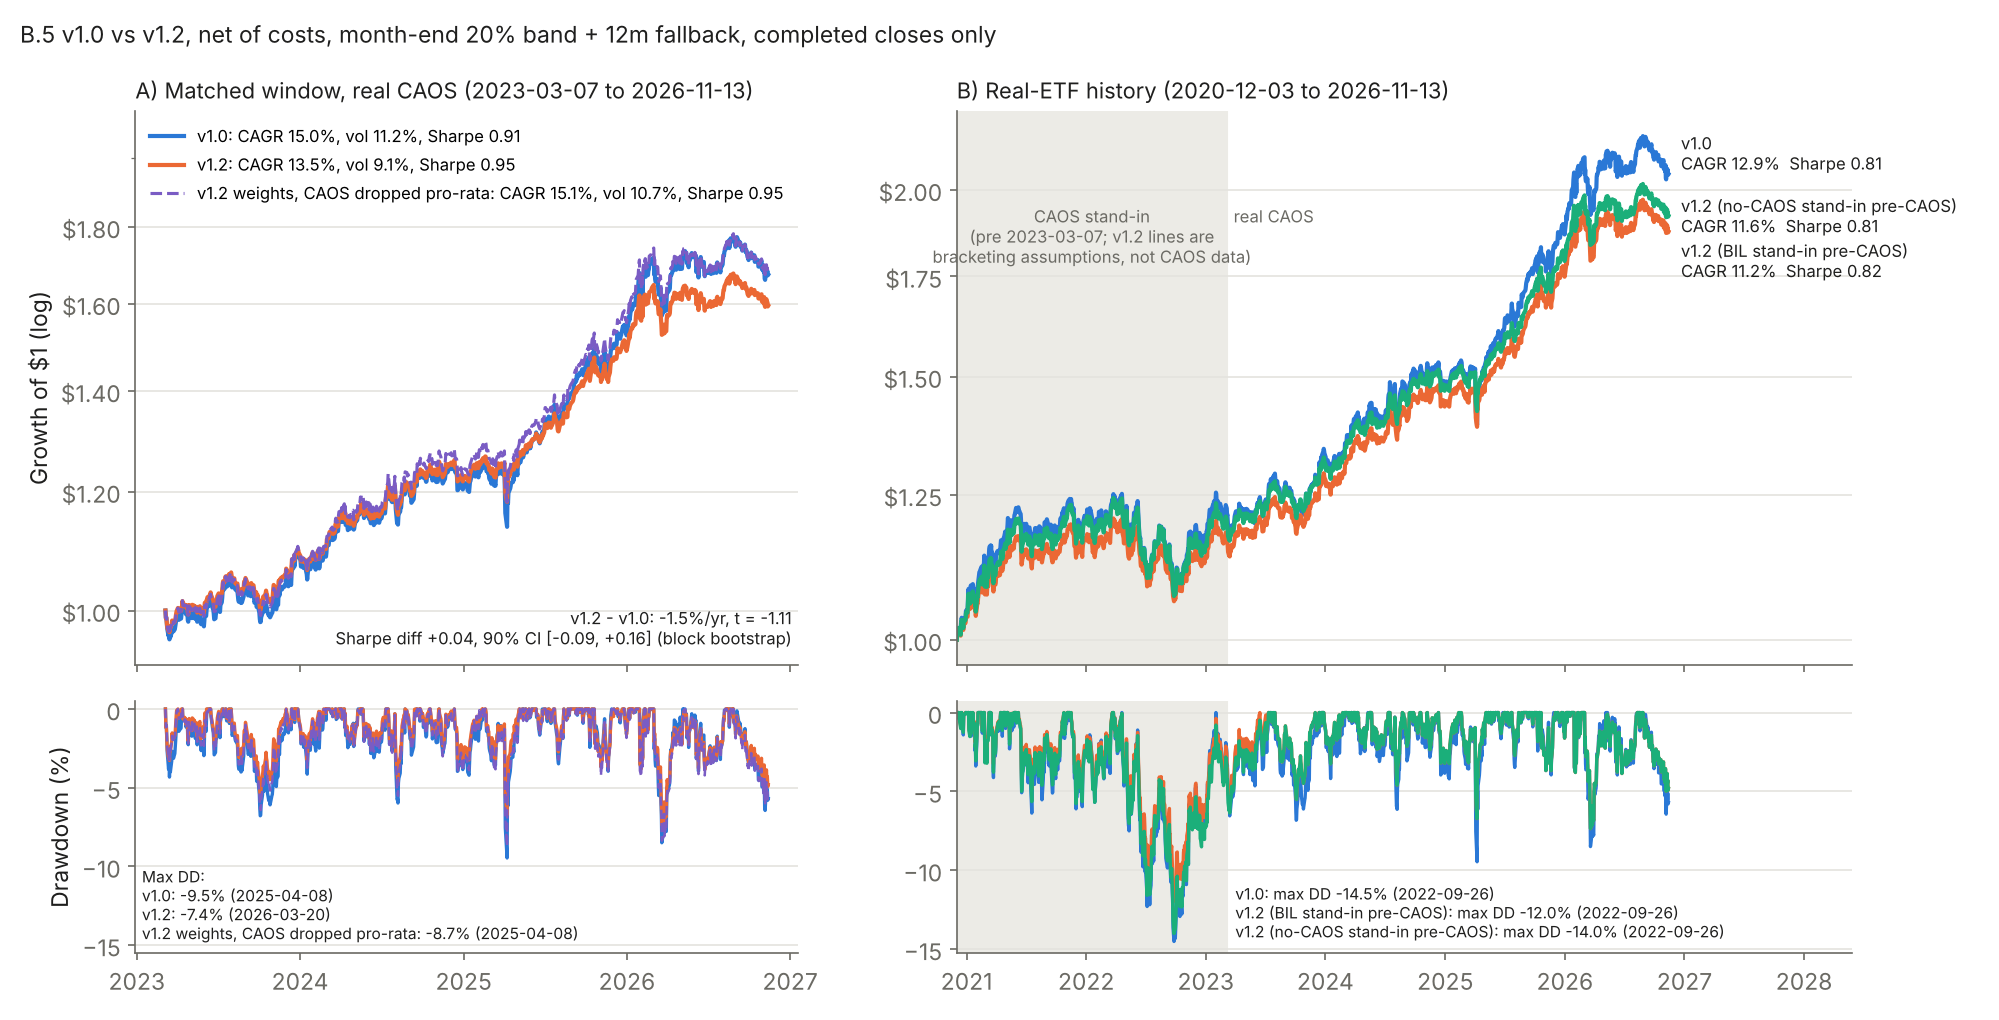 B.5 v1.0 vs v1.2, net of costs, month-end 20% band + 12m fallback, completed closes only
A) Matched window, real CAOS (2023-03-07 to 2026-11-13)
v1.0: CAGR 15.0%, vol 11.2%, Sharpe 0.91
v1.2: CAGR 13.5%, vol 9.1%, Sharpe 0.95
v1.2 weights, CAOS dropped pro-rata: CAGR 15.1%, vol 10.7%, Sharpe 0.95
Growth of $1 (log)
$1.80
$1.60
$1.40
$1.20
$1.00
v1.2 - v1.0: -1.5%/yr, t = -1.11
Sharpe diff +0.04, 90% CI [-0.09, +0.16] (block bootstrap)
Drawdown (%)
0
−5
−10
−15
Max DD:
v1.0: -9.5% (2025-04-08)
v1.2: -7.4% (2026-03-20)
v1.2 weights, CAOS dropped pro-rata: -8.7% (2025-04-08)
2023 2024 2025 2026 2027
B) Real-ETF history (2020-12-03 to 2026-11-13)
$2.00
$1.75
$1.50
$1.25
$1.00
CAOS stand-in
(pre 2023-03-07; v1.2 lines are
bracketing assumptions, not CAOS data)
real CAOS
v1.0
CAGR 12.9% Sharpe 0.81
v1.2 (no-CAOS stand-in pre-CAOS)
CAGR 11.6% Sharpe 0.81
v1.2 (BIL stand-in pre-CAOS)
CAGR 11.2% Sharpe 0.82
0
−5
−10
−15
v1.0: max DD -14.5% (2022-09-26)
v1.2 (BIL stand-in pre-CAOS): max DD -12.0% (2022-09-26)
v1.2 (no-CAOS stand-in pre-CAOS): max DD -14.0% (2022-09-26)
2021 2022 2023 2024 2025 2026 2027 2028